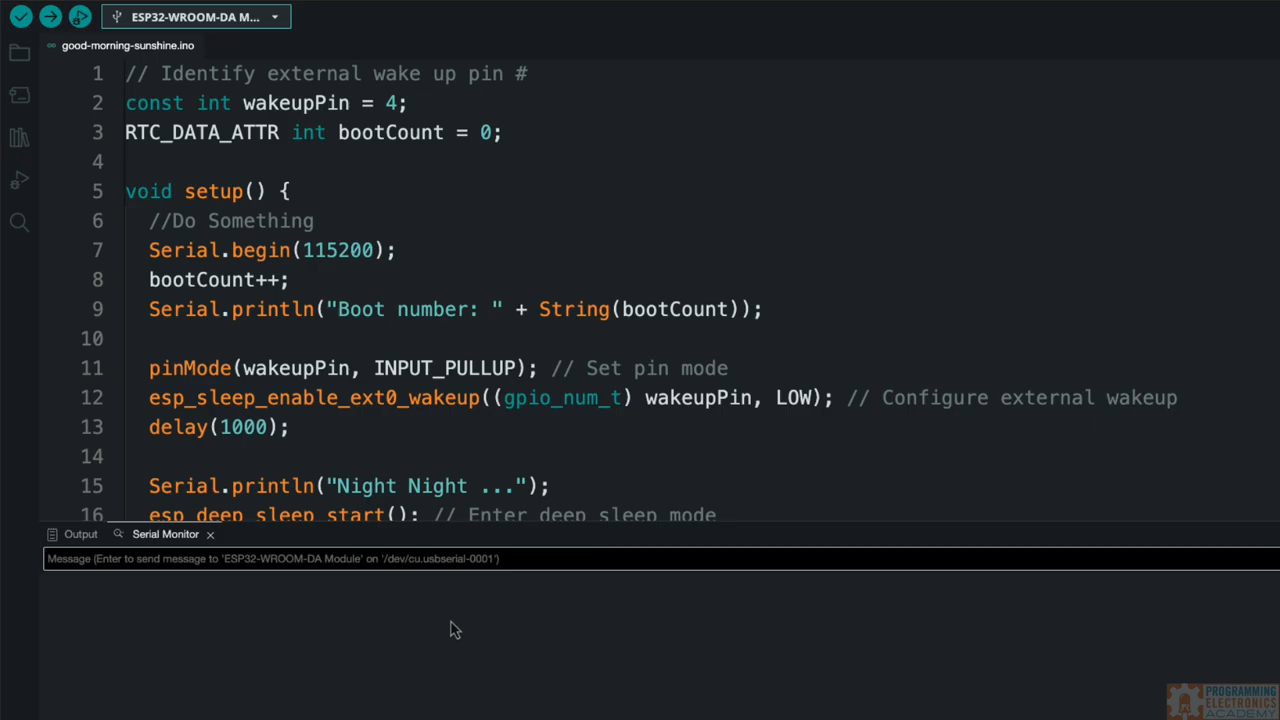 ESP32-WROOM-DA M...
good-morning-sunshine.ino
1 // Identify external wake up pin #
2 const int wakeupPin = 4;
3 RTC_DATA_ATTR int bootCount = 0;
4
5 void setup() {
6 //Do Something
7 Serial.begin(115200);
8 bootCount++;
9 Serial.println("Boot number: " + String(bootCount));
10
11 pinMode(wakeupPin, INPUT_PULLUP); // Set pin mode
12 esp_sleep_enable_ext0_wakeup((gpio_num_t) wakeupPin, LOW); // Configure external wakeup
13 delay(1000);
14
15 Serial.println("Night Night ...");
16 esp_deep_sleep_start(); // Enter deep sleep mode
Output Serial Monitor
Message (Enter to send message to 'ESP32-WROOM-DA Module' on '/dev/cu.usbserial-0001')
PROGRAMMING
ELECTRONICS
ACADEMY